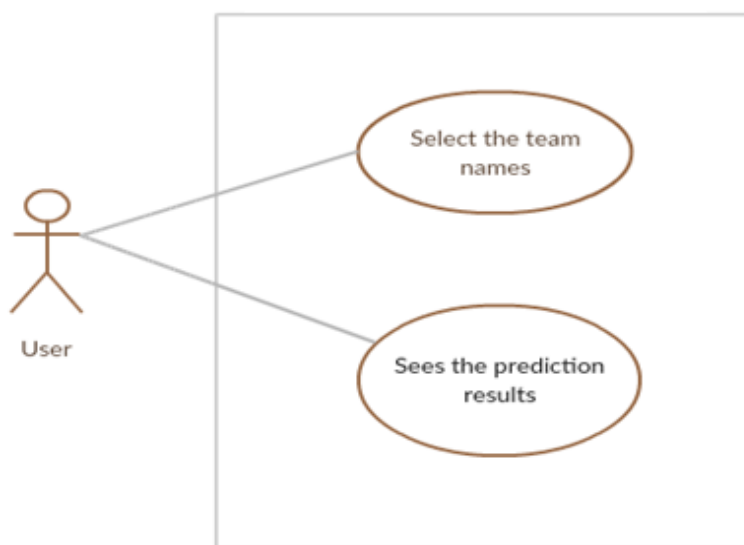 Select the team
names
User
Sees the prediction
results